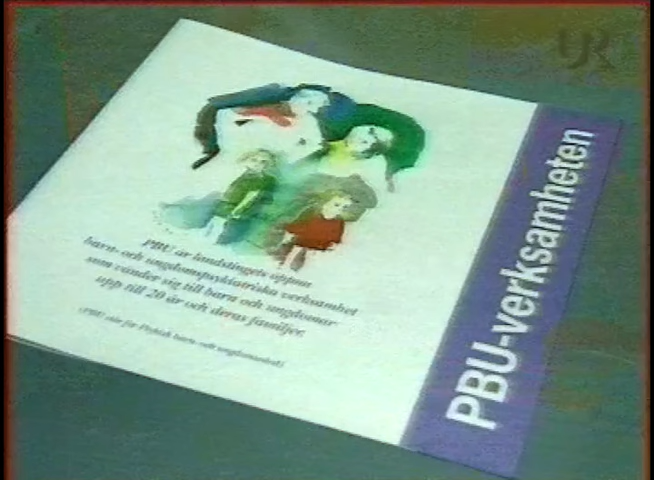 UR
PBU är landstingets öppna
barn- och ungdomspsykiatriska verksamhet
som vänder sig till barn och ungdomar
upp till 20 år och deras familjer.
(PBU står för Psykisk barn- och ungdomsvård)
PBU-verksamheten